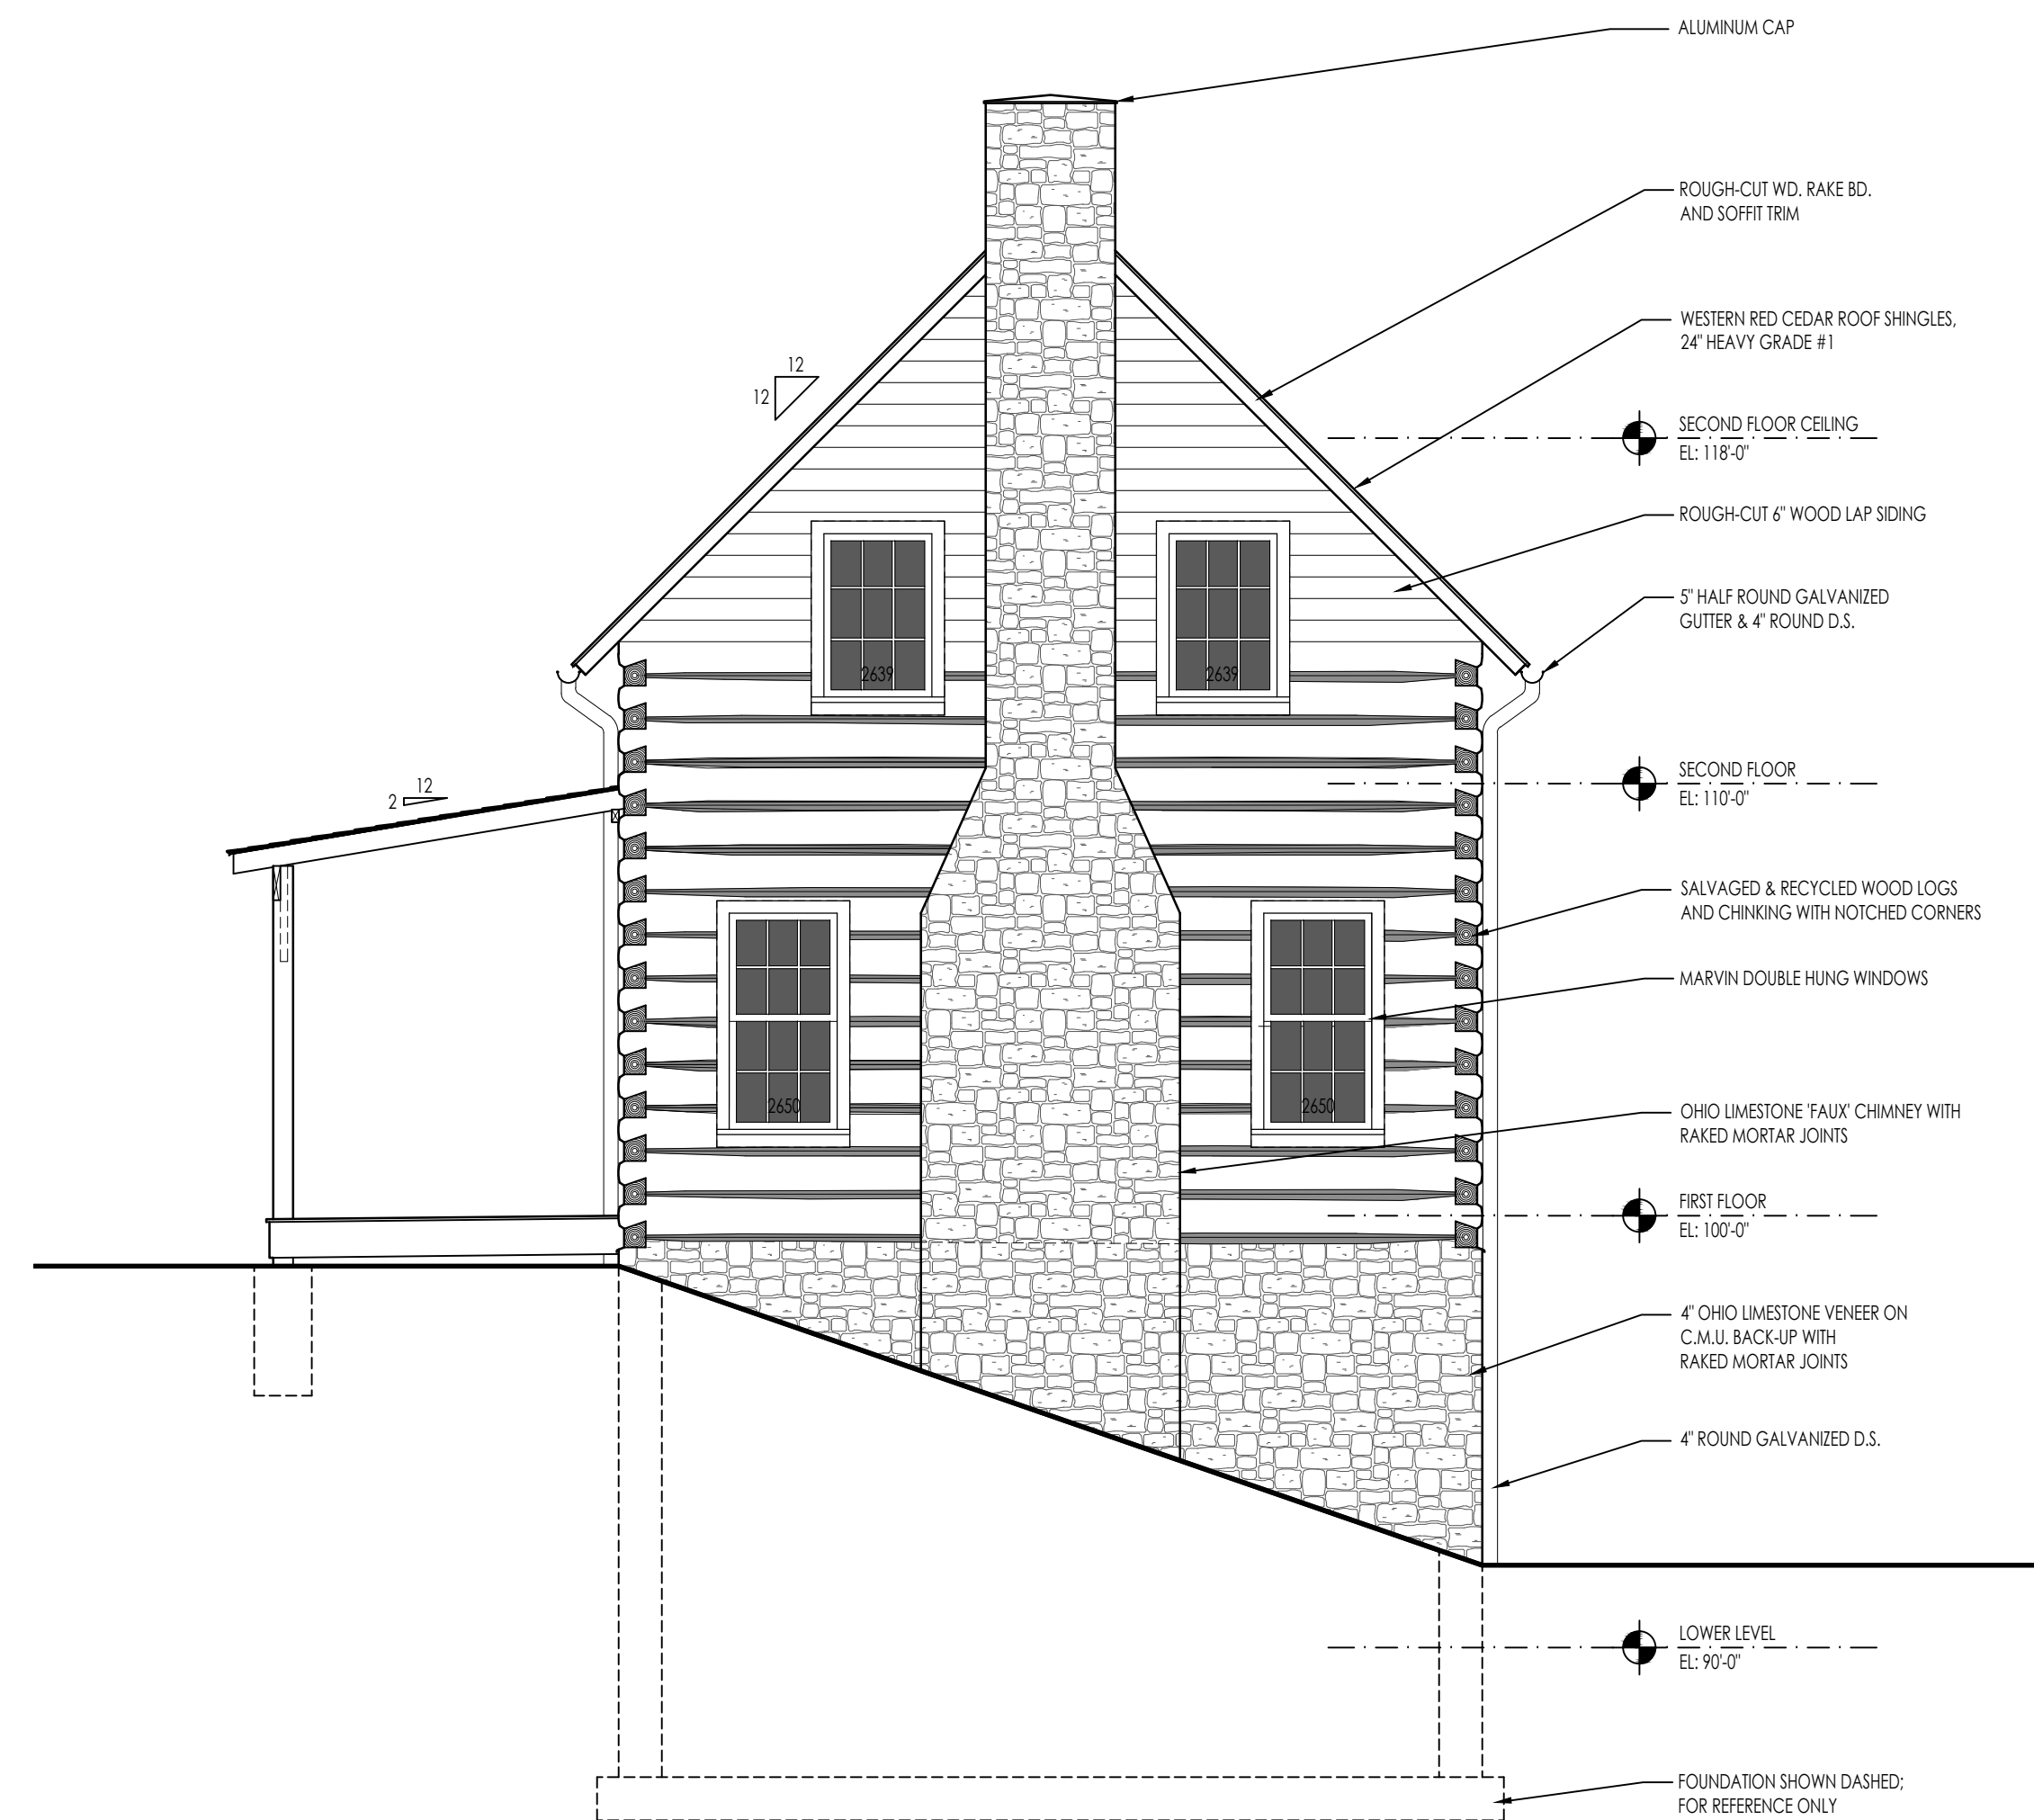 ALUMINUM CAP
ROUGH-CUT WD. RAKE BD.
AND SOFFIT TRIM
WESTERN RED CEDAR ROOF SHINGLES,
24" HEAVY GRADE #1
12
12
SECOND FLOOR CEILING
EL: 118'-0"
ROUGH-CUT 6" WOOD LAP SIDING
5" HALF ROUND GALVANIZED
GUTTER & 4" ROUND D.S.
2639
2639
SECOND FLOOR
EL: 110'-0"
12
2
SALVAGED & RECYCLED WOOD LOGS
AND CHINKING WITH NOTCHED CORNERS
MARVIN DOUBLE HUNG WINDOWS
2650
2650
OHIO LIMESTONE 'FAUX' CHIMNEY WITH
RAKED MORTAR JOINTS
FIRST FLOOR
EL: 100'-0"
4" OHIO LIMESTONE VENEER ON
C.M.U. BACK-UP WITH
RAKED MORTAR JOINTS
4" ROUND GALVANIZED D.S.
LOWER LEVEL
EL: 90'-0"
FOUNDATION SHOWN DASHED;
FOR REFERENCE ONLY